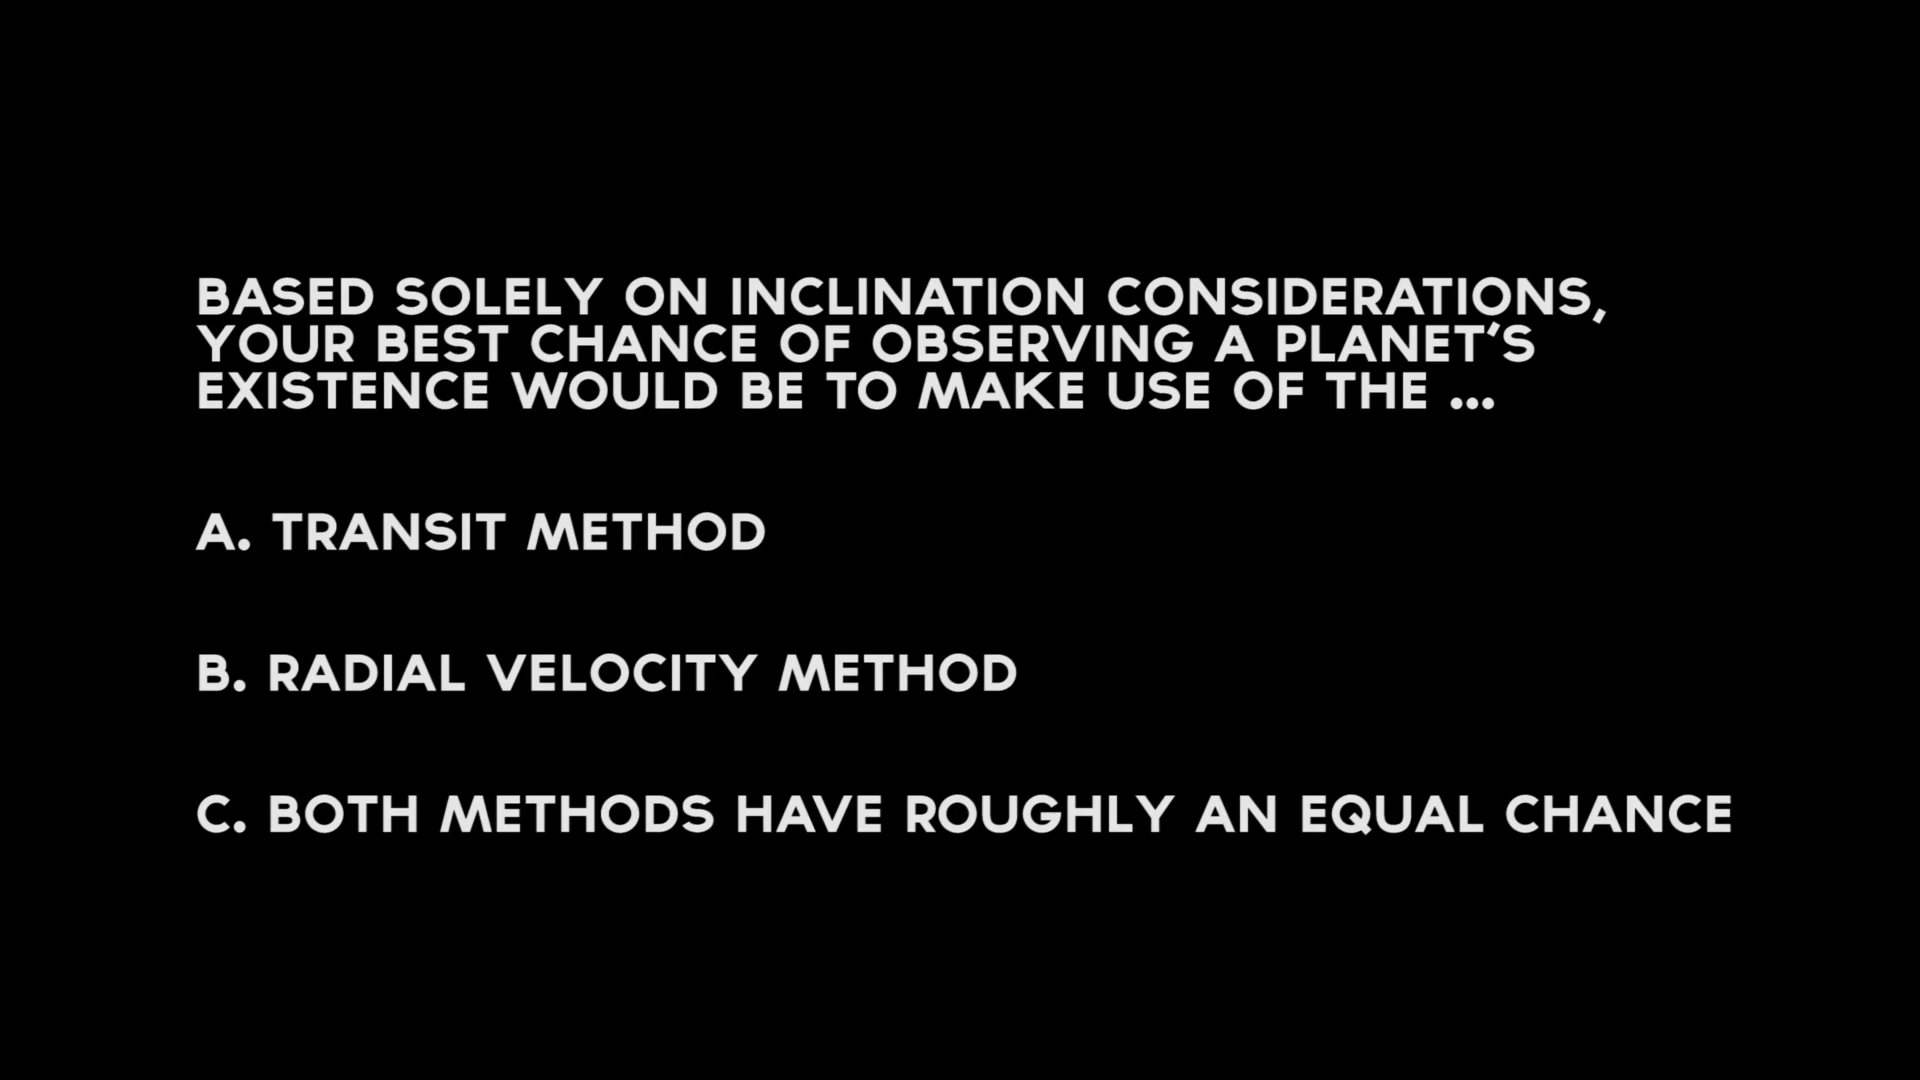 BASED SOLELY ON INCLINATION CONSIDERATIONS,
YOUR BEST CHANCE OF OBSERVING A PLANET'S
EXISTENCE WOULD BE TO MAKE USE OF THE ...
A. TRANSIT METHOD
B. RADIAL VELOCITY METHOD
C. BOTH METHODS HAVE ROUGHLY AN EQUAL CHANCE